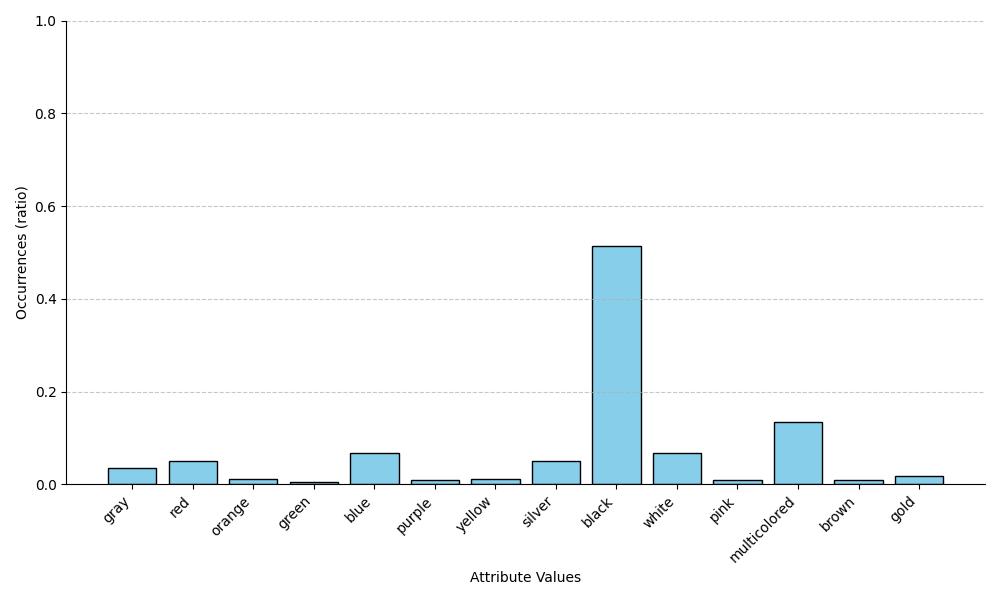 1.0
0.8
0.6
0.4
0.2
0.0
Occurrences (ratio)
gray
red
orange
green
blue
purple
yellow
silver
black
white
pink
multicolored
brown
gold
Attribute Values